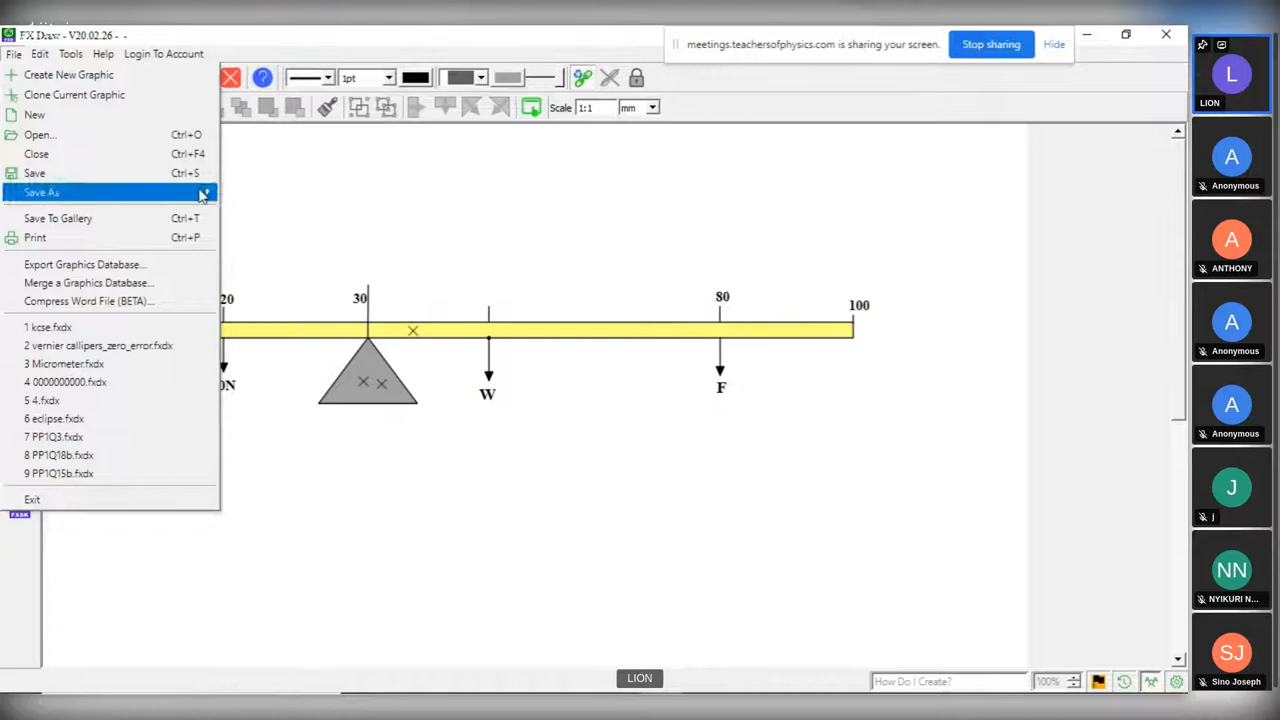 FX Draw - V20.02.26 - -
File Edit Tools Help Login To Account
meetings.teachersofphysics.com is sharing your screen. Stop sharing Hide
Create New Graphic
Clone Current Graphic
New
Open... Ctrl+O
Close Ctrl+F4
Save Ctrl+S
Save As
Save To Gallery Ctrl+T
Print Ctrl+P
Export Graphics Database...
Merge a Graphics Database...
Compress Word File (BETA)...
1 kcse.fxdx
2 vernier callipers_zero_error.fxdx
3 Micrometer.fxdx
4 0000000000.fxdx
5 4.fxdx
6 eclipse.fxdx
7 PP1Q3.fxdx
8 PP1Q18b.fxdx
9 PP1Q15b.fxdx
Exit
FXSK
1pt
Scale 1:1 mm
20 30 80 100
0N W F
LION
How Do I Create? 100%
L
LION
A
Anonymous
A
ANTHONY
A
Anonymous
A
Anonymous
J
j
NN
NYIKURI N...
SJ
Sino Joseph